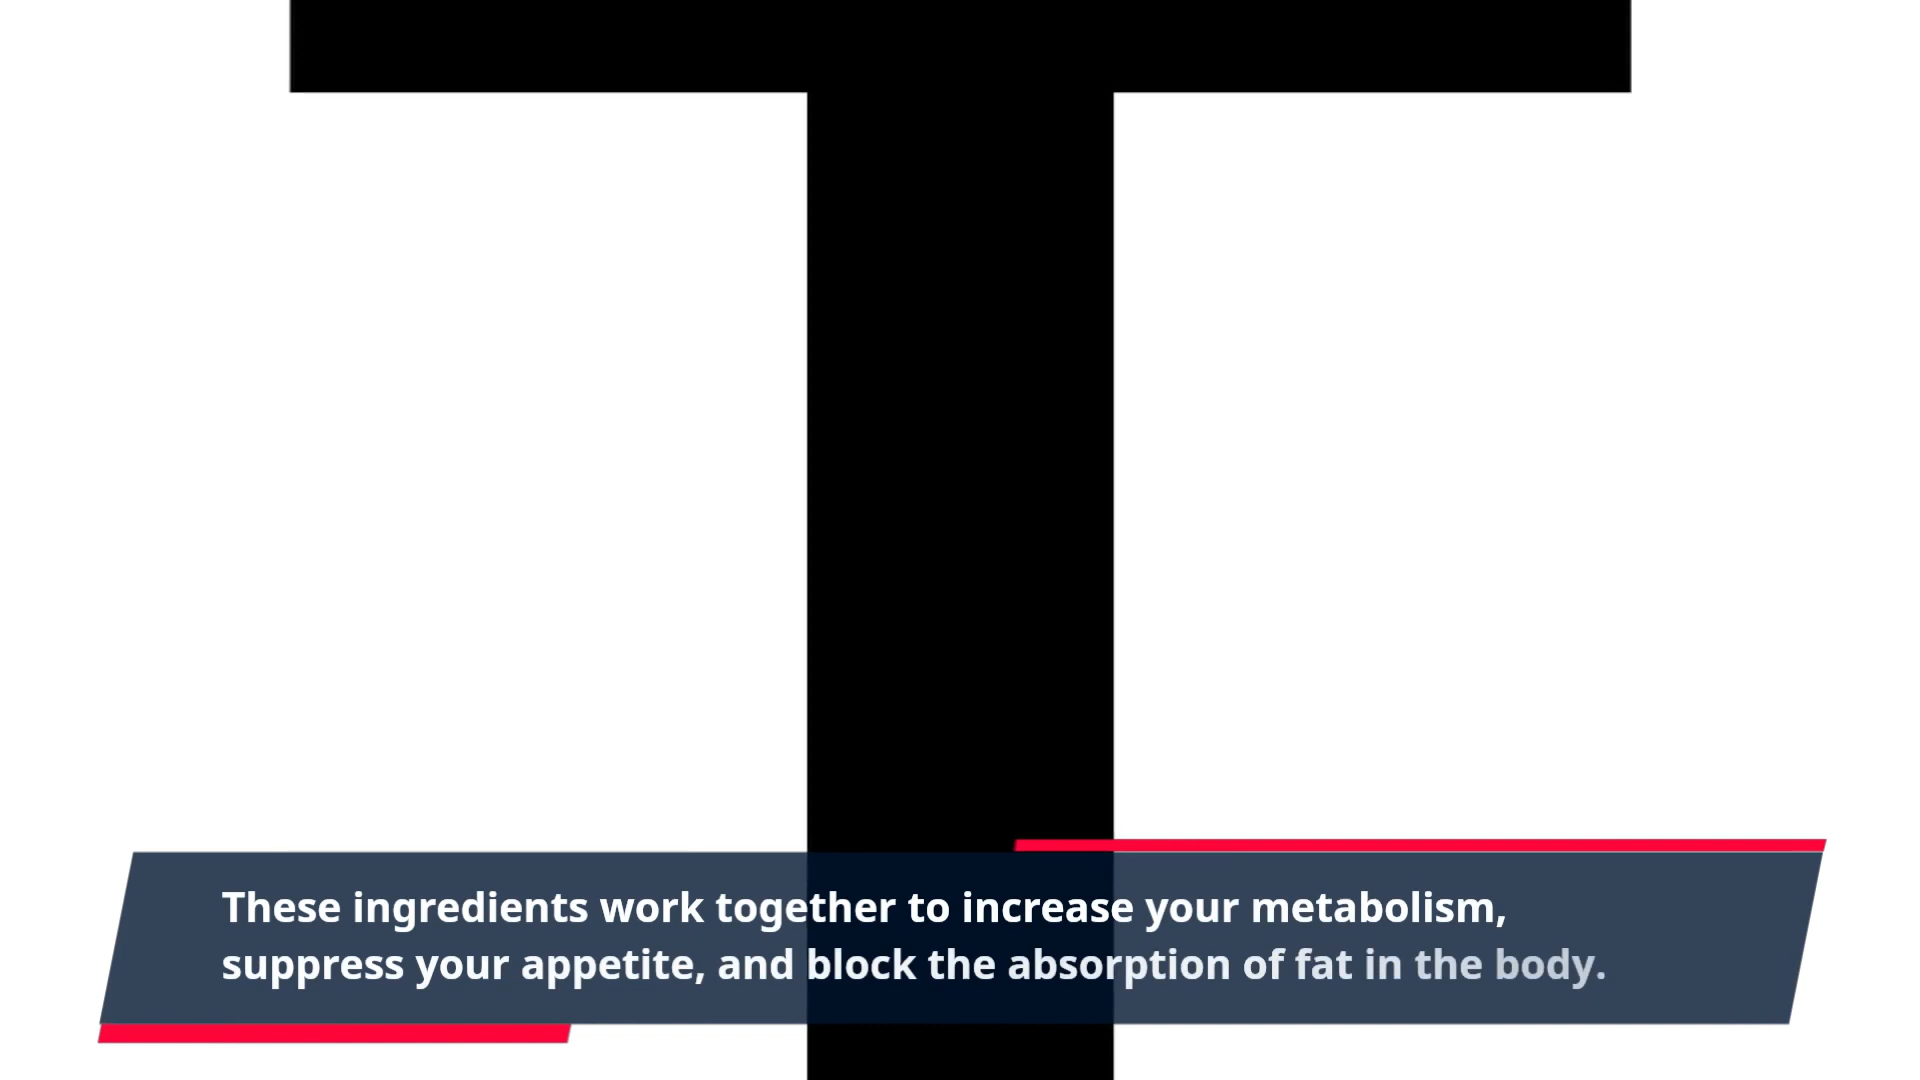 T
These ingredients work together to increase your metabolism,
suppress your appetite, and block the absorption of fat in the body.